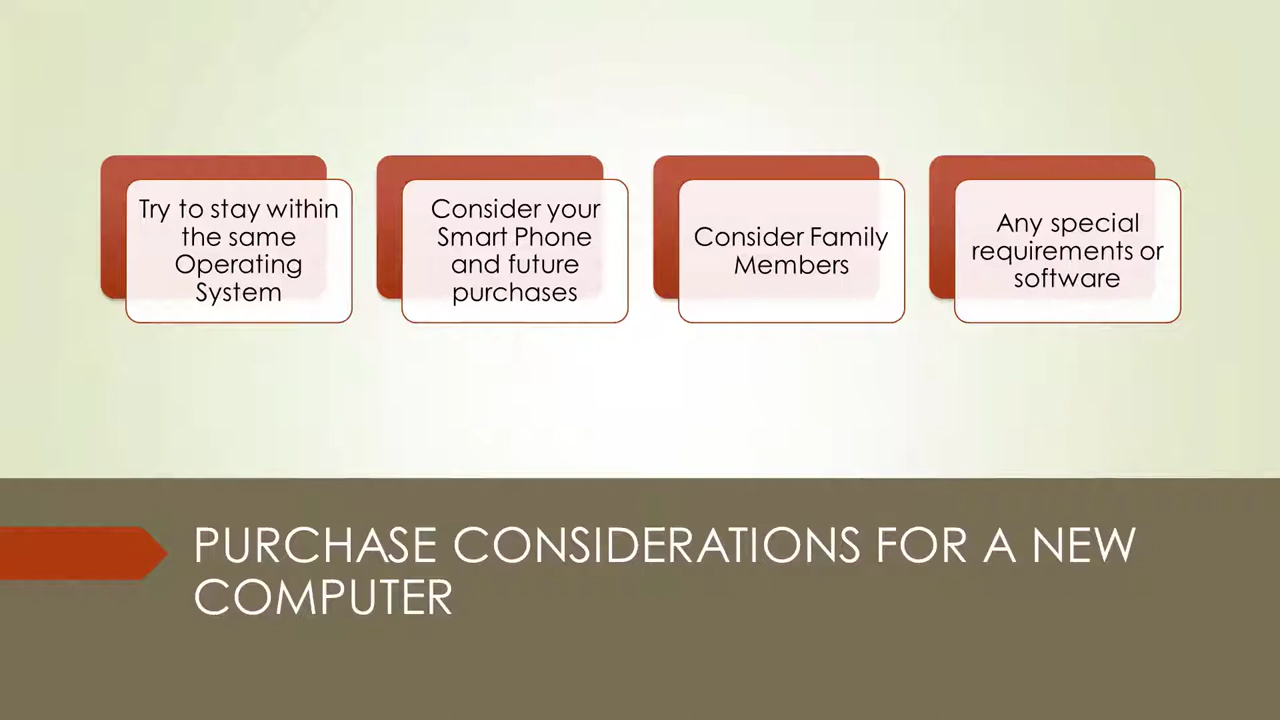 Try to stay within
the same
Operating
System
Consider your
Smart Phone
and future
purchases
Consider Family
Members
Any special
requirements or
software
PURCHASE CONSIDERATIONS FOR A NEW
COMPUTER